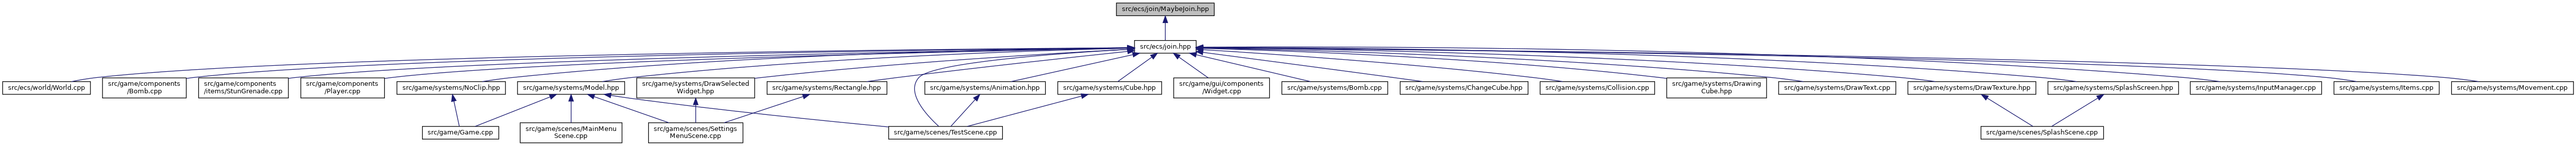 src/ecs/join/MaybeJoin.hpp
src/ecs/join.hpp
src/ecs/world/World.cpp
src/game/components
/Bomb.cpp
src/game/components
/items/StunGrenade.cpp
src/game/components
/Player.cpp
src/game/systems/NoClip.hpp
src/game/systems/Model.hpp
src/game/systems/DrawSelected
Widget.hpp
src/game/systems/Rectangle.hpp
src/game/systems/Animation.hpp
src/game/systems/Cube.hpp
src/game/gui/components
/Widget.cpp
src/game/systems/Bomb.cpp
src/game/systems/ChangeCube.hpp
src/game/systems/Collision.cpp
src/game/systems/Drawing
Cube.hpp
src/game/systems/DrawText.cpp
src/game/systems/DrawTexture.hpp
src/game/systems/SplashScreen.hpp
src/game/systems/InputManager.cpp
src/game/systems/Items.cpp
src/game/systems/Movement.cpp
src/game/Game.cpp
src/game/scenes/MainMenu
Scene.cpp
src/game/scenes/Settings
MenuScene.cpp
src/game/scenes/TestScene.cpp
src/game/scenes/SplashScene.cpp